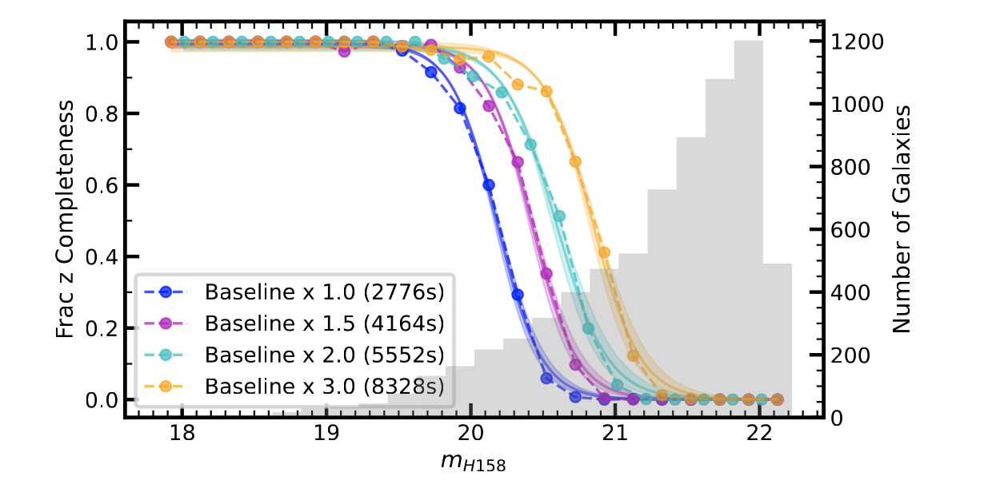 1.0
0.8
0.6
0.4
0.2
0.0
Frac z Completeness
Baseline x 1.0 (2776s)
Baseline x 1.5 (4164s)
Baseline x 2.0 (5552s)
Baseline x 3.0 (8328s)
1200
1000
800
600
400
200
0
Number of Galaxies
18 19 20 21 22
m_{H158}